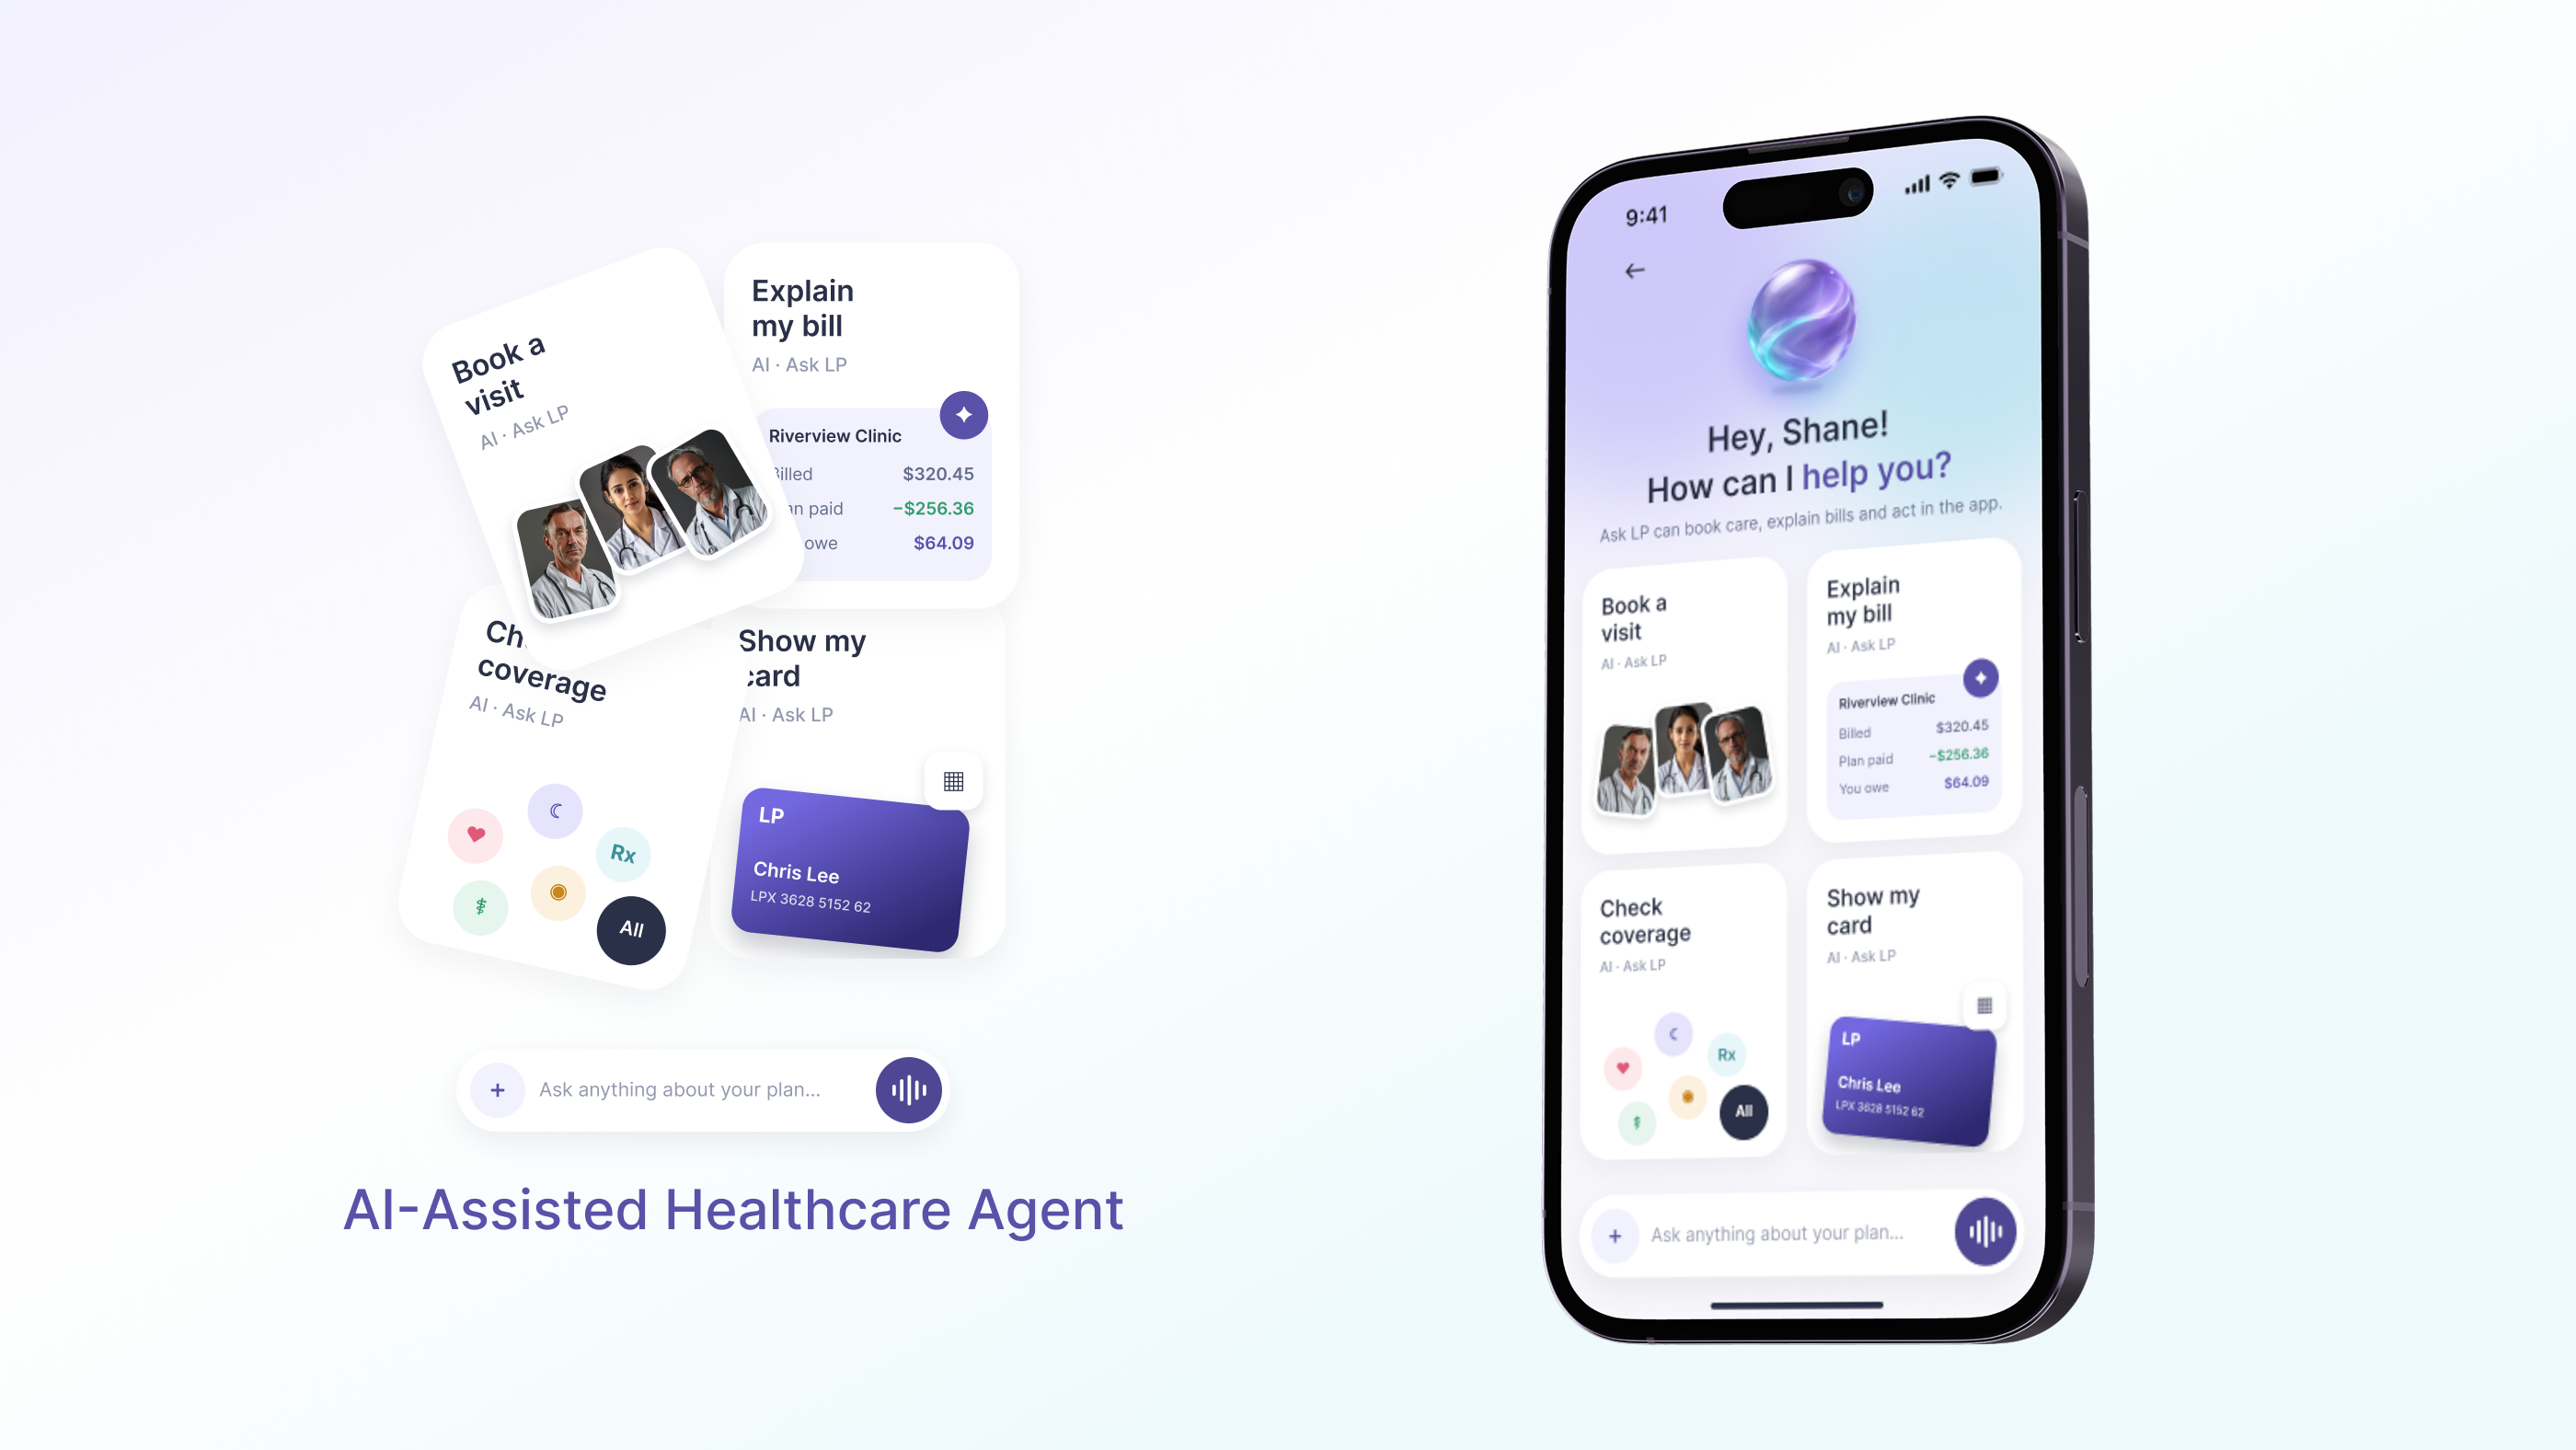 Book a
visit
AI · Ask LP
Explain
my bill
AI · Ask LP
Riverview Clinic
Billed $320.45
an paid −$256.36
owe $64.09
Ch
coverage
AI · Ask LP
Rx
All
Show my
card
AI · Ask LP
LP
Chris Lee
LPX 3628 5152 62
+ Ask anything about your plan...
AI-Assisted Healthcare Agent
9:41
Hey, Shane!
How can I help you?
Ask LP can book care, explain bills and act in the app.
Book a
visit
AI · Ask LP
Explain
my bill
AI · Ask LP
Riverview Clinic
Billed $320.45
Plan paid −$256.36
You owe $64.09
Check
coverage
AI · Ask LP
Rx
All
Show my
card
AI · Ask LP
LP
Chris Lee
LPX 3628 5152 62
+ Ask anything about your plan...